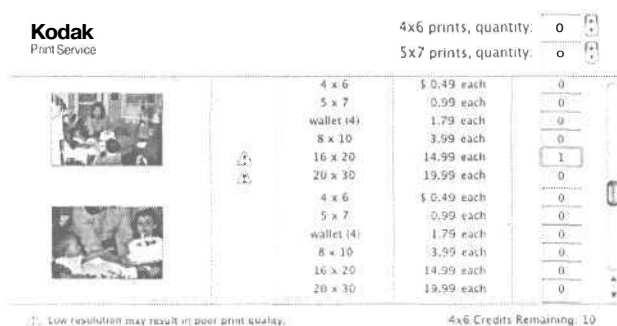 Kodak
Print Service
4x6 prints, quantity: 0
5x7 prints, quantity: 0
4 x 6 $ 0.49 each 0
5 x 7 0.99 each 0
wallet (4) 1.79 each 0
8 x 10 3.99 each 0
16 x 20 14.99 each 1
20 x 30 19.99 each 0
4 x 6 $ 0.49 each 0
5 x 7 0.99 each 0
wallet (4) 1.79 each 0
8 x 10 3.99 each 0
16 x 20 14.99 each 0
20 x 30 19.99 each 0
Low resolution may result in poor print quality. 4x6 Credits Remaining: 10